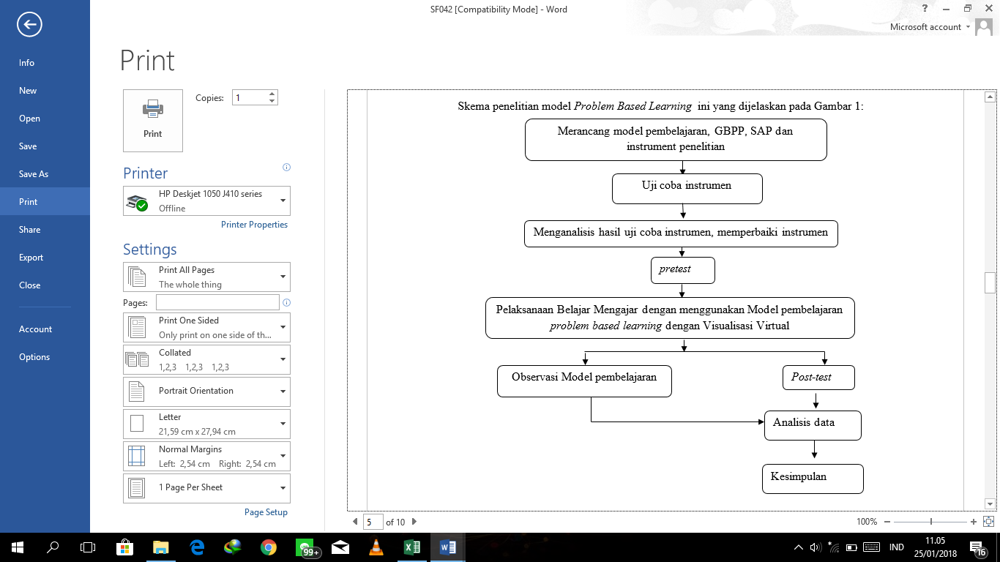 SF042 [Compatibility Mode] - Word
?
Microsoft account
Info
New
Open
Save
Save As
Print
Share
Export
Close
Account
Options
Print
Print
Copies: 1
Printer
HP Deskjet 1050 J410 series
Offline
Printer Properties
Settings
Print All Pages
The whole thing
Pages:
Print One Sided
Only print on one side of th...
Collated
1,2,3 1,2,3 1,2,3
Portrait Orientation
Letter
21,59 cm x 27,94 cm
Normal Margins
Left: 2,54 cm Right: 2,54 cm
1 Page Per Sheet
Page Setup
Skema penelitian model Problem Based Learning ini yang dijelaskan pada Gambar 1:
Merancang model pembelajaran, GBPP, SAP dan
instrument penelitian
Uji coba instrumen
Menganalisis hasil uji coba instrumen, memperbaiki instrumen
pretest
Pelaksanaan Belajar Mengajar dengan menggunakan Model pembelajaran
problem based learning dengan Visualisasi Virtual
Observasi Model pembelajaran
Post-test
Analisis data
Kesimpulan
5 of 10
100%
99+
IND
11.05
25/01/2018
16